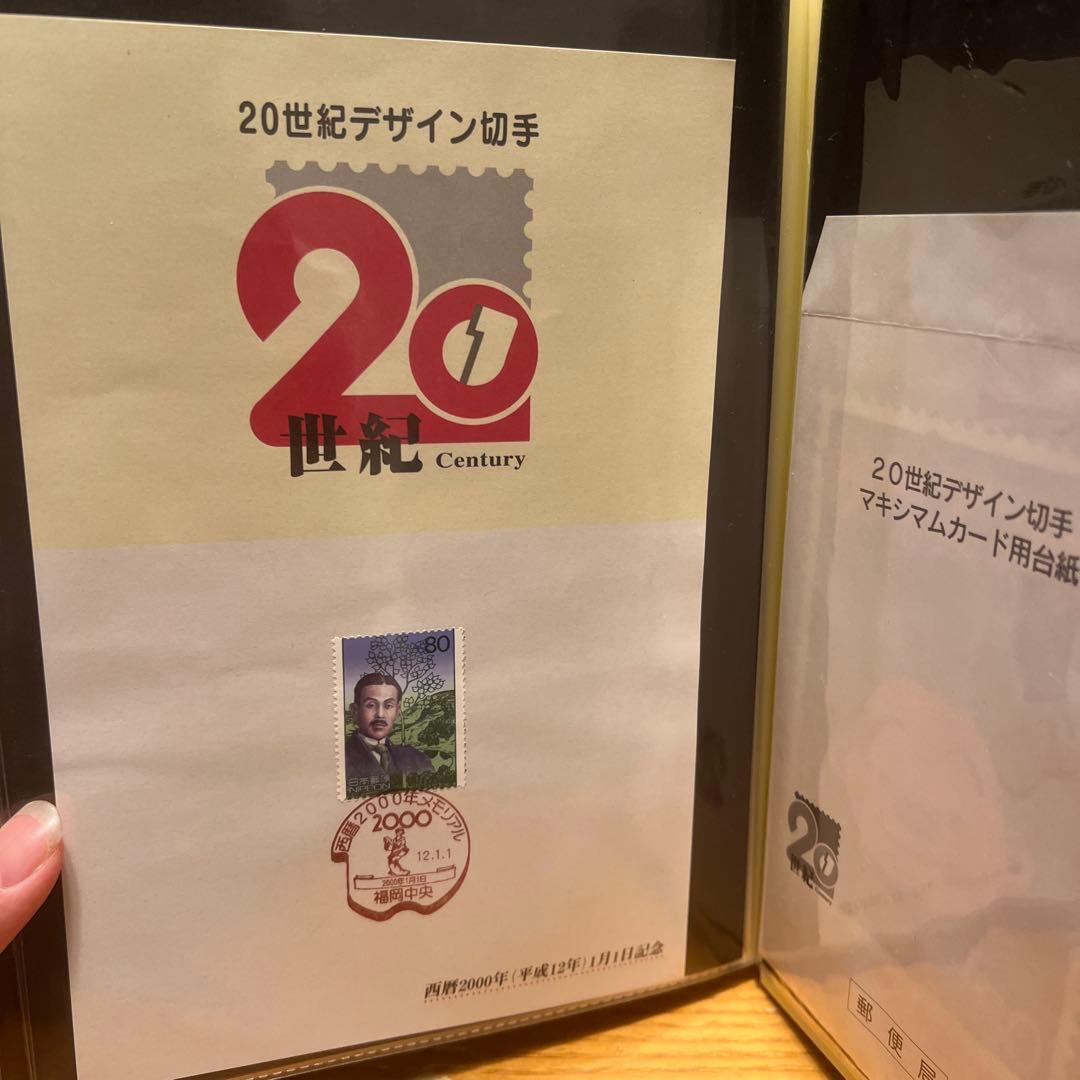 20世紀デザイン切手
20
世紀 Century
80
日本郵便
NIPPON
西暦2000年メモリアル
2000
12.1.1
2000年1月1日
福岡中央
西暦2000年(平成12年)1月1日記念
20世紀デザイン切手
マキシマムカード用台紙
20
世紀
郵便局